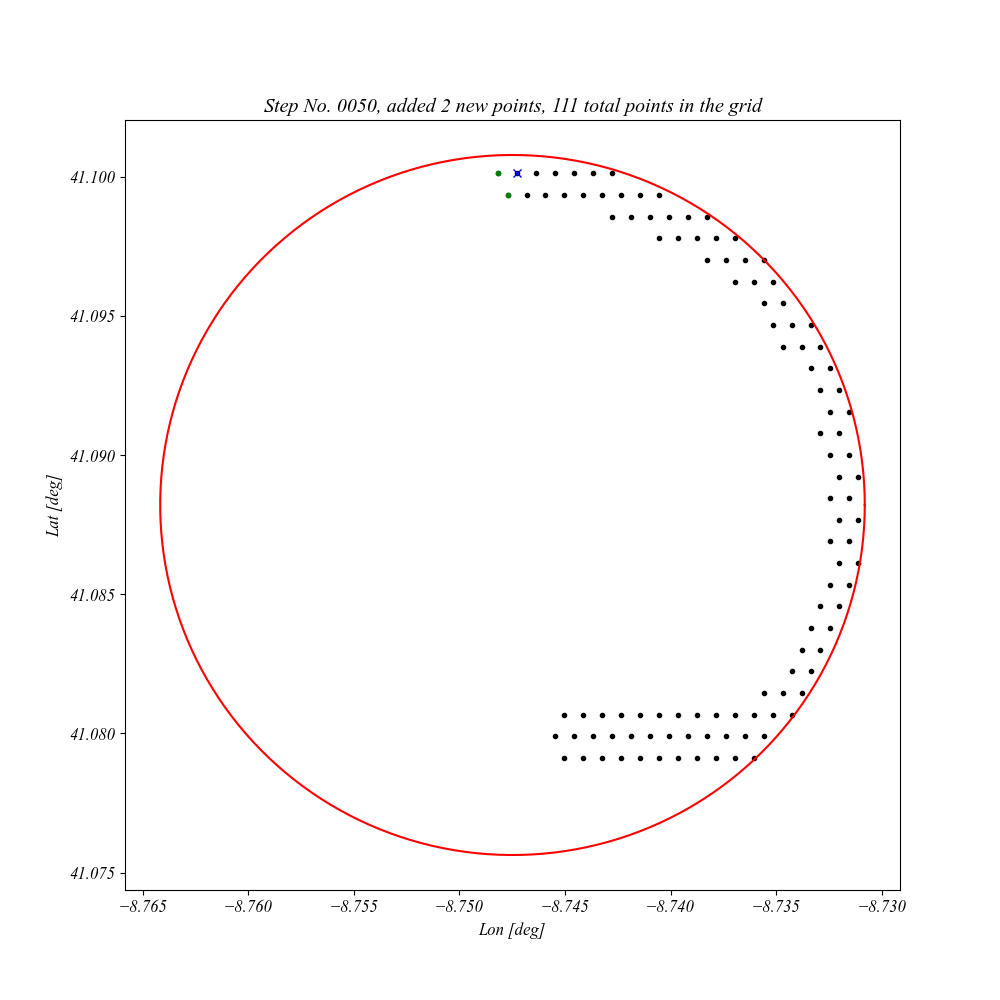 Step No. 0050, added 2 new points, 111 total points in the grid
41.100
41.095
41.090
41.085
41.080
41.075
Lat [deg]
−8.765 −8.760 −8.755 −8.750 −8.745 −8.740 −8.735 −8.730
Lon [deg]